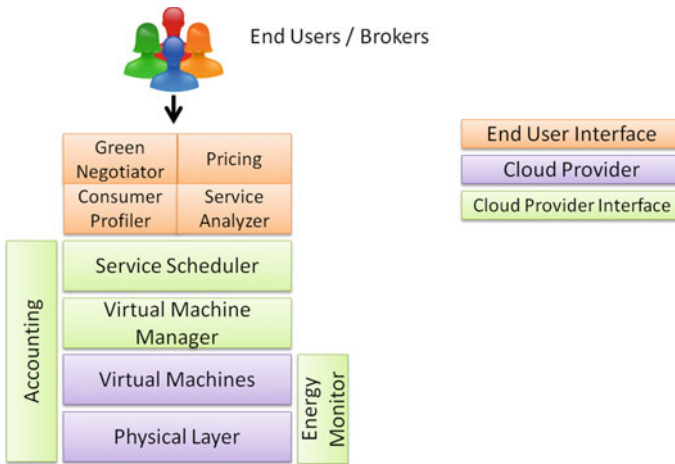 End Users / Brokers
Green
Negotiator
Pricing
Consumer
Profiler
Service
Analyzer
Service Scheduler
Virtual Machine
Manager
Virtual Machines
Physical Layer
Accounting
Energy
Monitor
End User Interface
Cloud Provider
Cloud Provider Interface